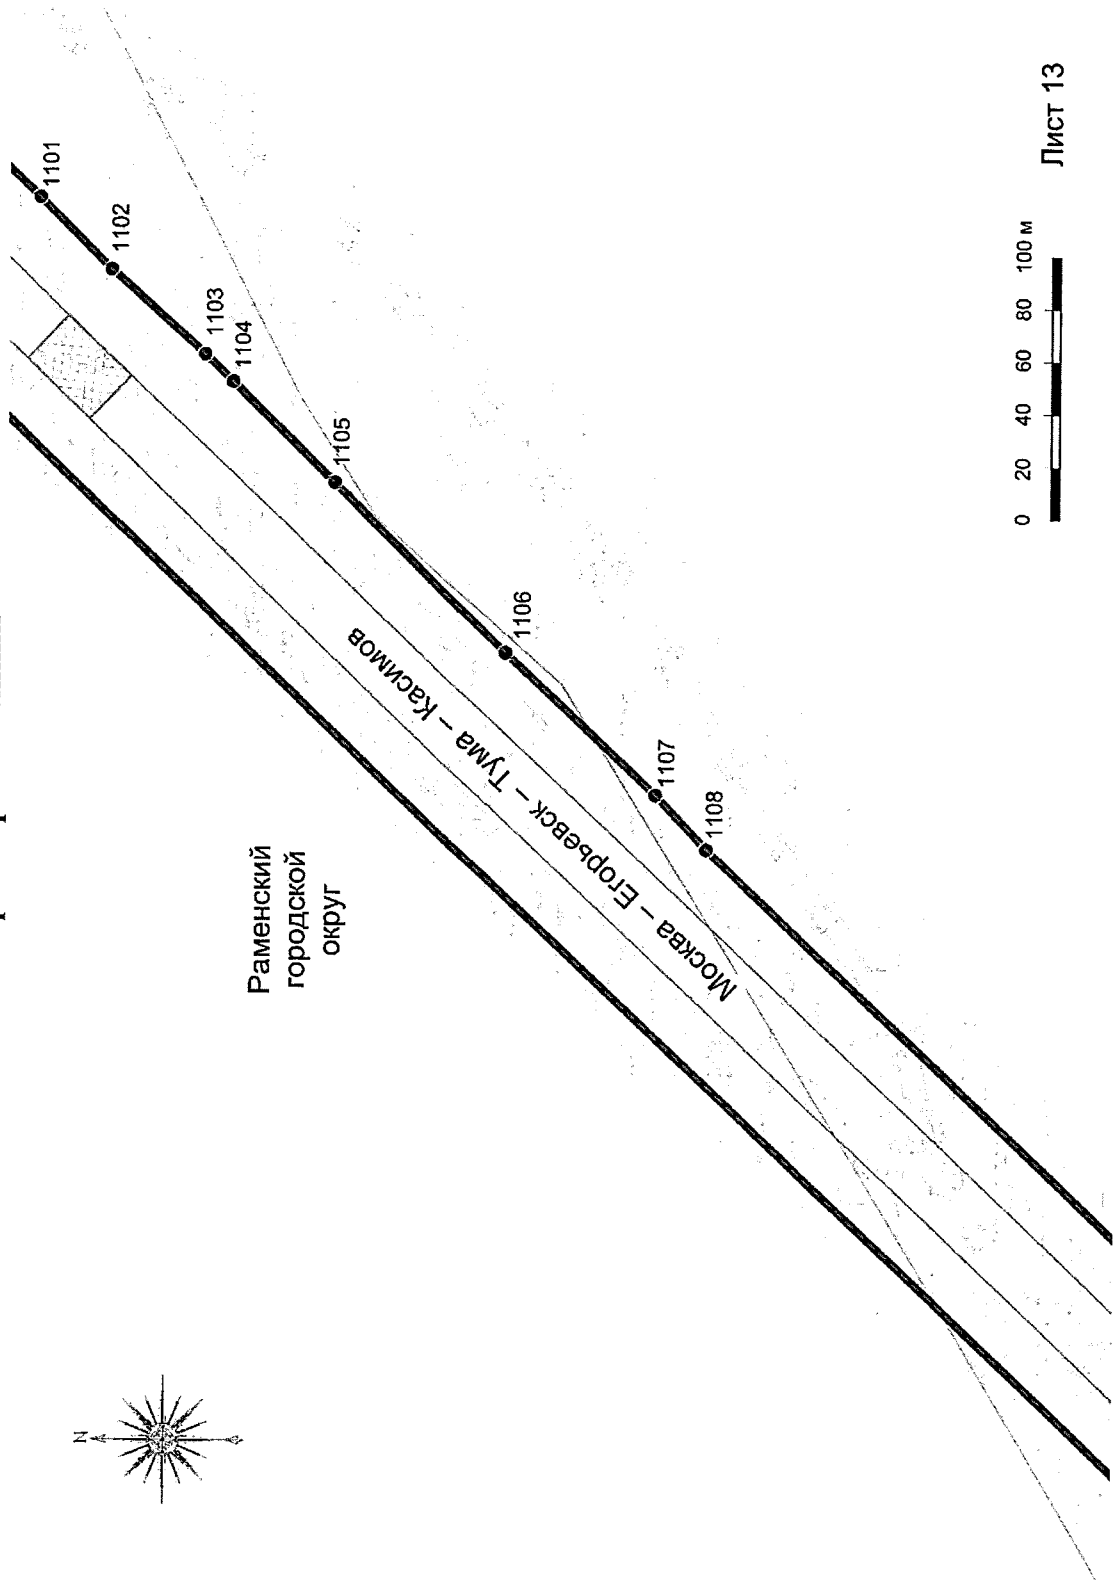 1101
1102
1103
1104
1105
1106
1107
1108
Москва – Егорьевск – Тума – Касимов
Раменский
городской
округ
N
0 20 40 60 80 100 м
Лист 13